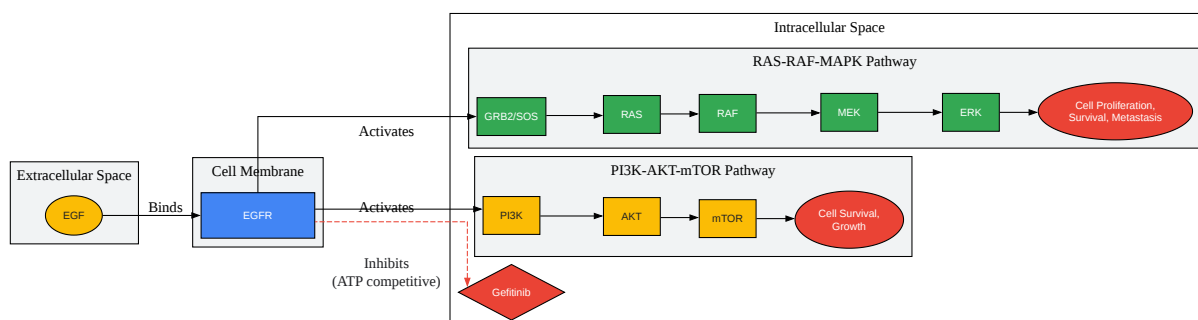 Intracellular Space
RAS-RAF-MAPK Pathway
GRB2/SOS
RAS
RAF
MEK
ERK
Cell Proliferation,
Survival, Metastasis
Activates
Extracellular Space
EGF
Binds
Cell Membrane
EGFR
Activates
PI3K-AKT-mTOR Pathway
PI3K
AKT
mTOR
Cell Survival,
Growth
Inhibits
(ATP competitive)
Gefitinib